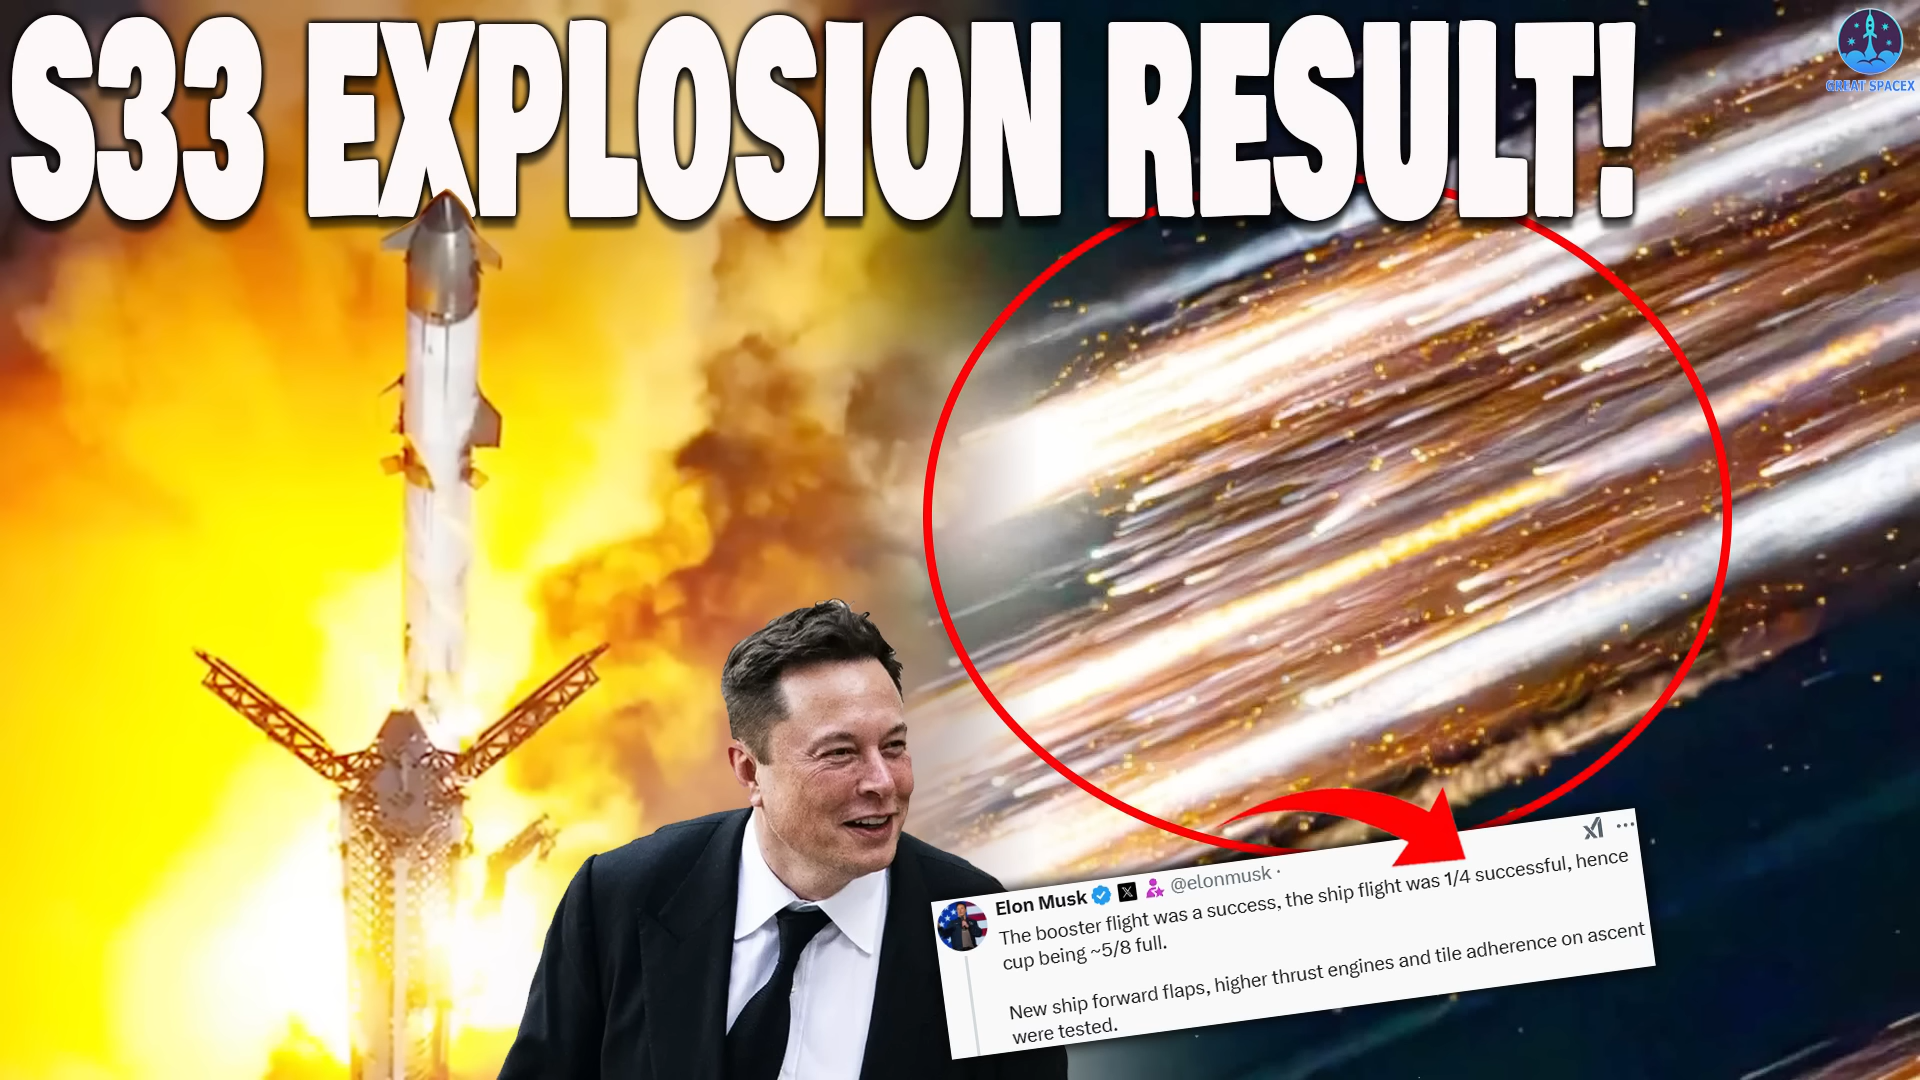 S33 EXPLOSION RESULT!
GREAT SPACEX
Elon Musk @elonmusk ·
The booster flight was a success, the ship flight was 1/4 successful, hence
cup being ~5/8 full.
New ship forward flaps, higher thrust engines and tile adherence on ascent
were tested.